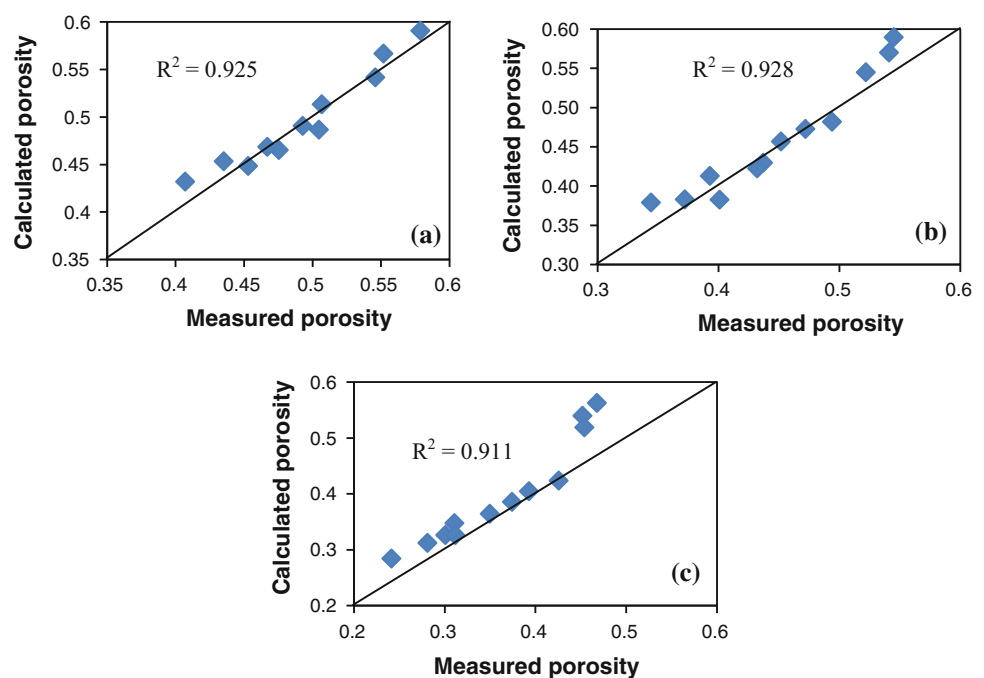 0.6
0.55
0.5
0.45
0.4
0.35
Calculated porosity
R² = 0.925
(a)
0.35 0.4 0.45 0.5 0.55 0.6
Measured porosity
0.60
0.55
0.50
0.45
0.40
0.35
0.30
Calculated porosity
R² = 0.928
(b)
0.3 0.4 0.5 0.6
Measured porosity
0.6
0.5
0.4
0.3
0.2
Calculated porosity
R² = 0.911
(c)
0.2 0.3 0.4 0.5 0.6
Measured porosity